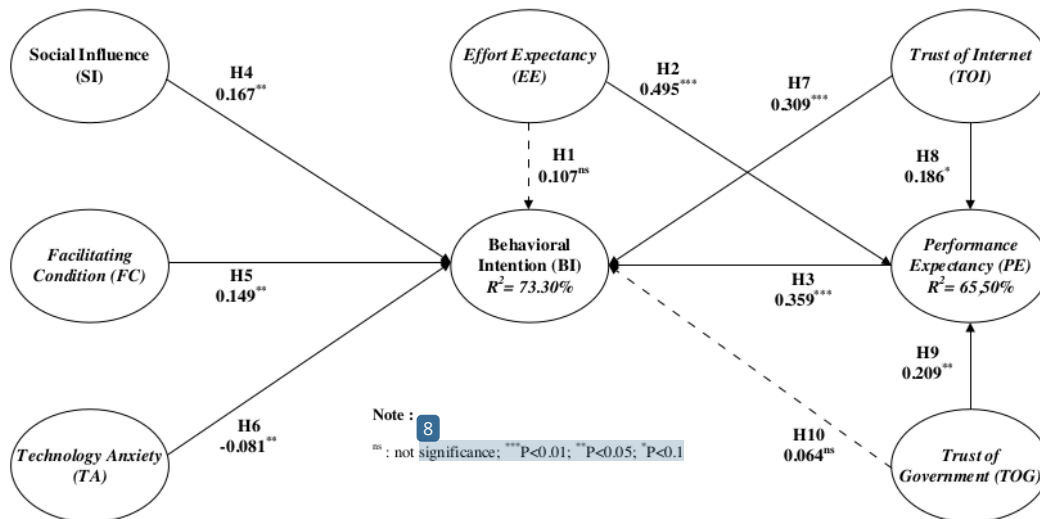 Social Influence
(SI)
H4
0.167**
Effort Expectancy
(EE)
H2
0.495***
H7
0.309***
Trust of Internet
(TOI)
H1
0.107ns
H8
0.186*
Facilitating
Condition (FC)
H5
0.149**
Behavioral
Intention (BI)
R²= 73.30%
H3
0.359***
Performance
Expectancy (PE)
R²= 65,50%
H9
0.209**
Technology Anxiety
(TA)
H6
-0.081**
Note :
8
ns : not significance; ***P<0.01; **P<0.05; *P<0.1
H10
0.064ns
Trust of
Government (TOG)